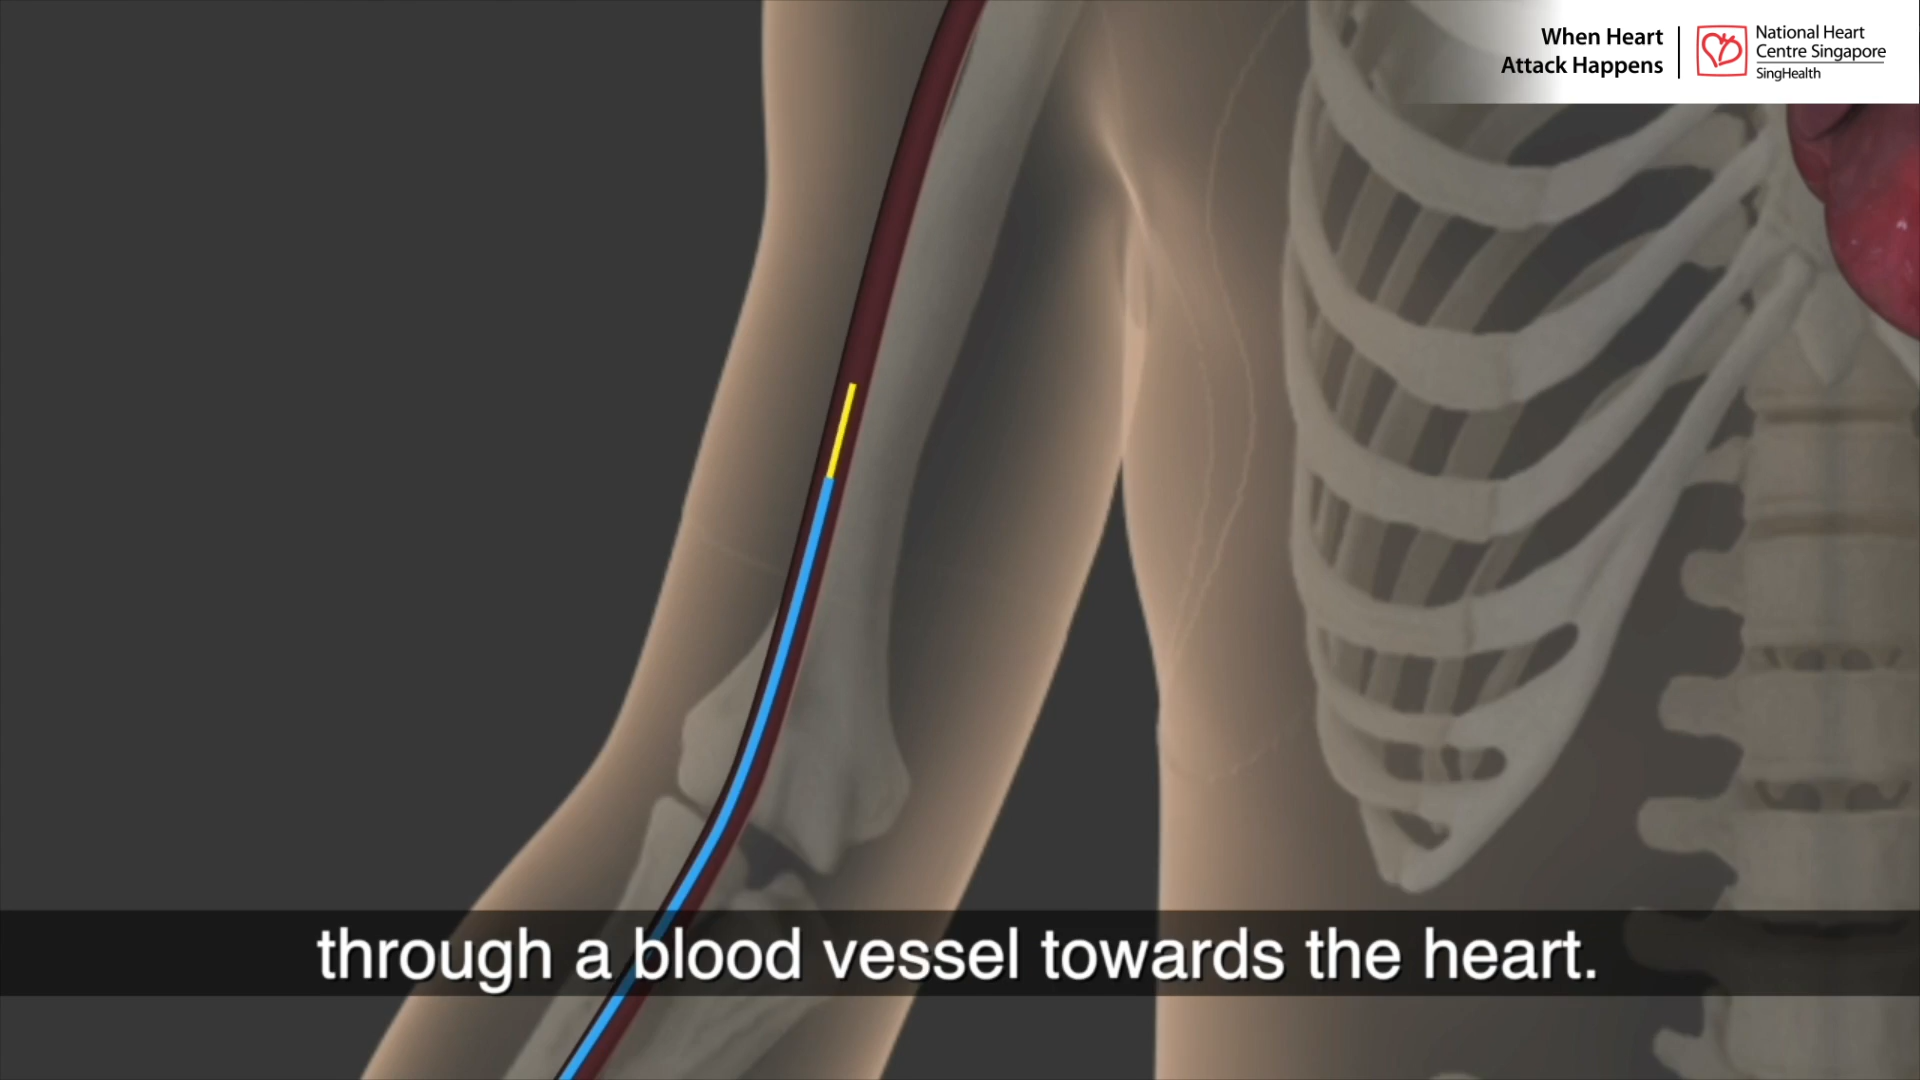 When Heart
Attack Happens
National Heart
Centre Singapore
SingHealth
through a blood vessel towards the heart.